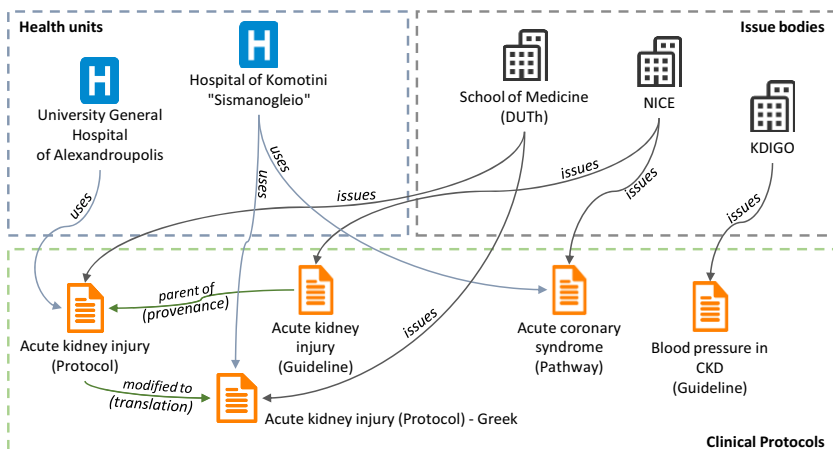 Health units
Issue bodies
H
H
Hospital of Komotini
"Sismanogleio"
University General
Hospital
of Alexandroupolis
School of Medicine
(DUTh)
NICE
KDIGO
uses
uses
uses
issues
issues
issues
issues
parent of
(provenance)
Acute kidney injury
(Protocol)
Acute kidney
injury
(Guideline)
Acute coronary
syndrome
(Pathway)
Blood pressure in
CKD
(Guideline)
modified to
(translation)
Acute kidney injury (Protocol) - Greek
Clinical Protocols